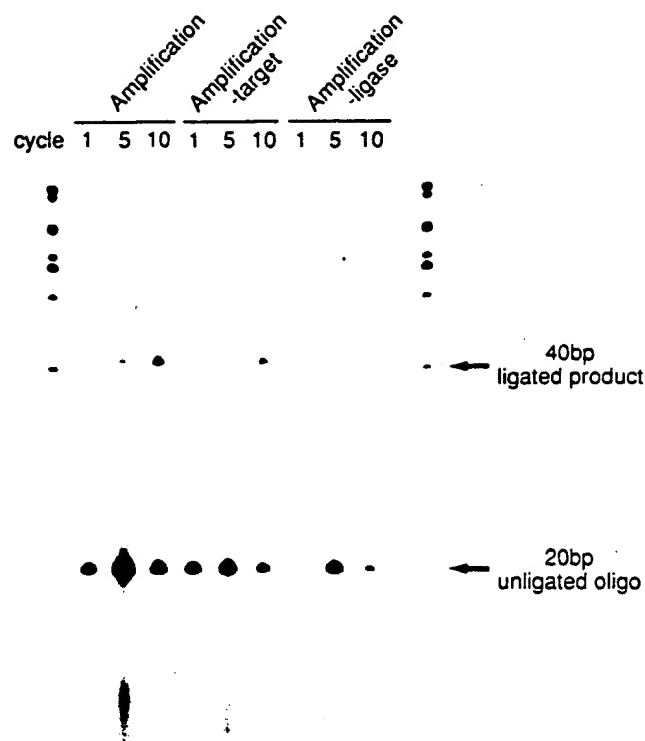 Amplification
Amplification
-target
Amplification
-ligase
cycle 1 5 10 1 5 10 1 5 10
40bp
ligated product
20bp
unligated oligo